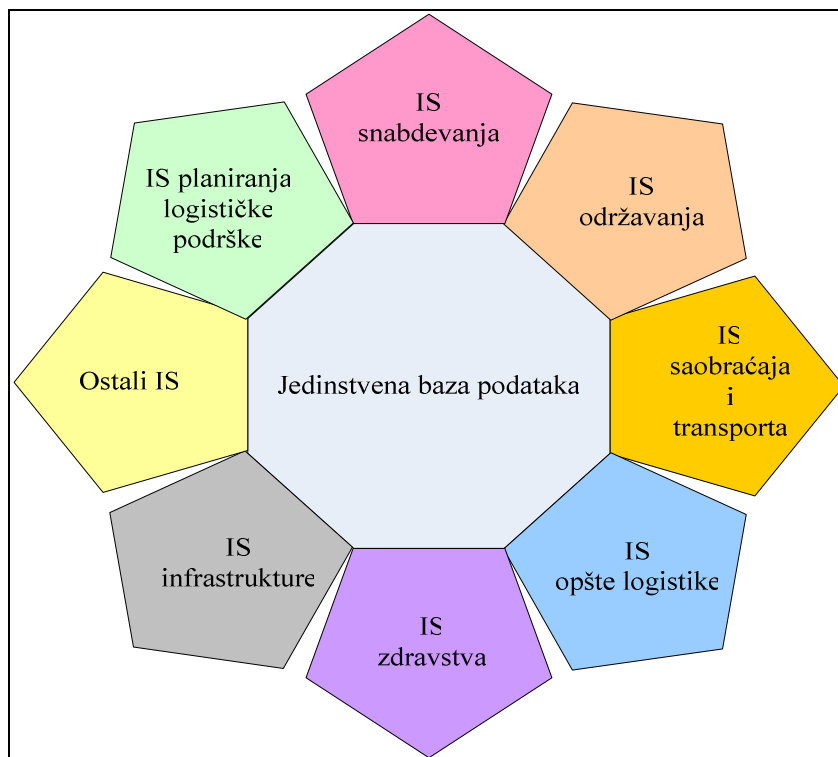 IS
snabdevanja
IS
održavanja
IS
saobraćaja
i
transporta
IS
opšte logistike
IS
zdravstva
IS
infrastrukture
Ostali IS
IS planiranja
logističke
podrške
Jedinstvena baza podataka